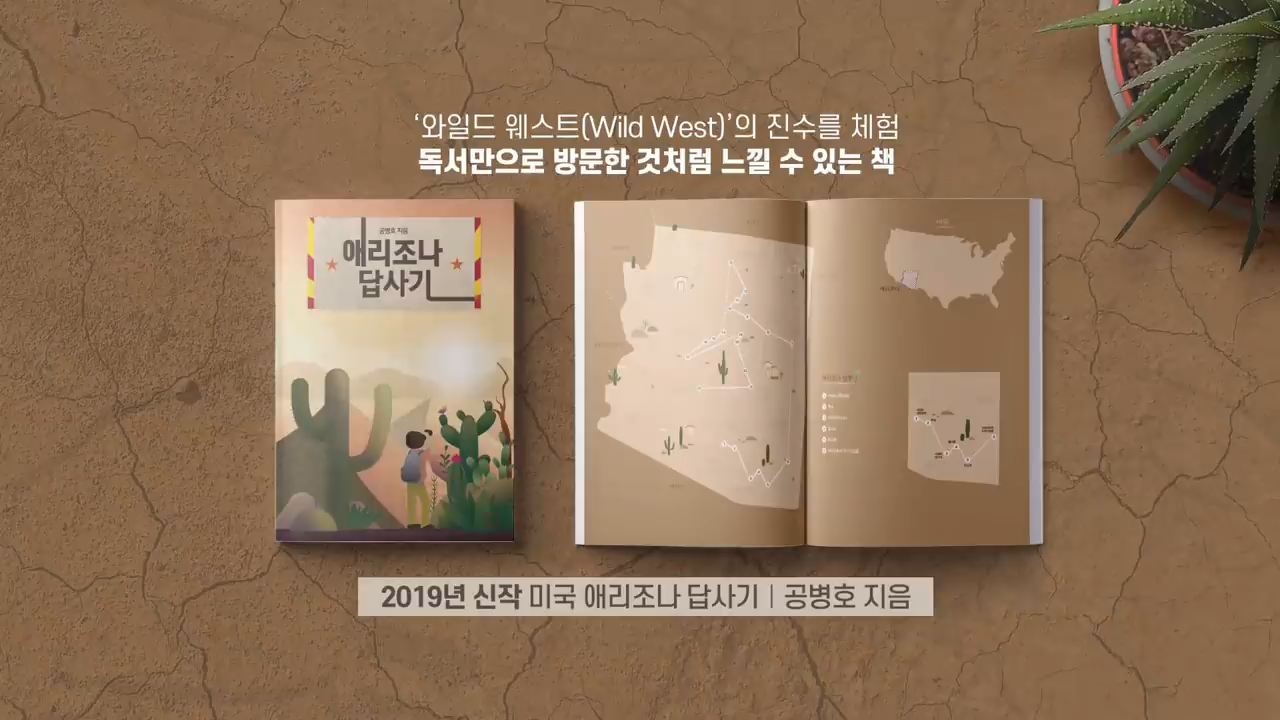 ‘와일드 웨스트(Wild West)’의 진수를 체험
독서만으로 방문한 것처럼 느낄 수 있는 책
공병호 지음
애리조나
답사기
2019년 신작 미국 애리조나 답사기 | 공병호 지음